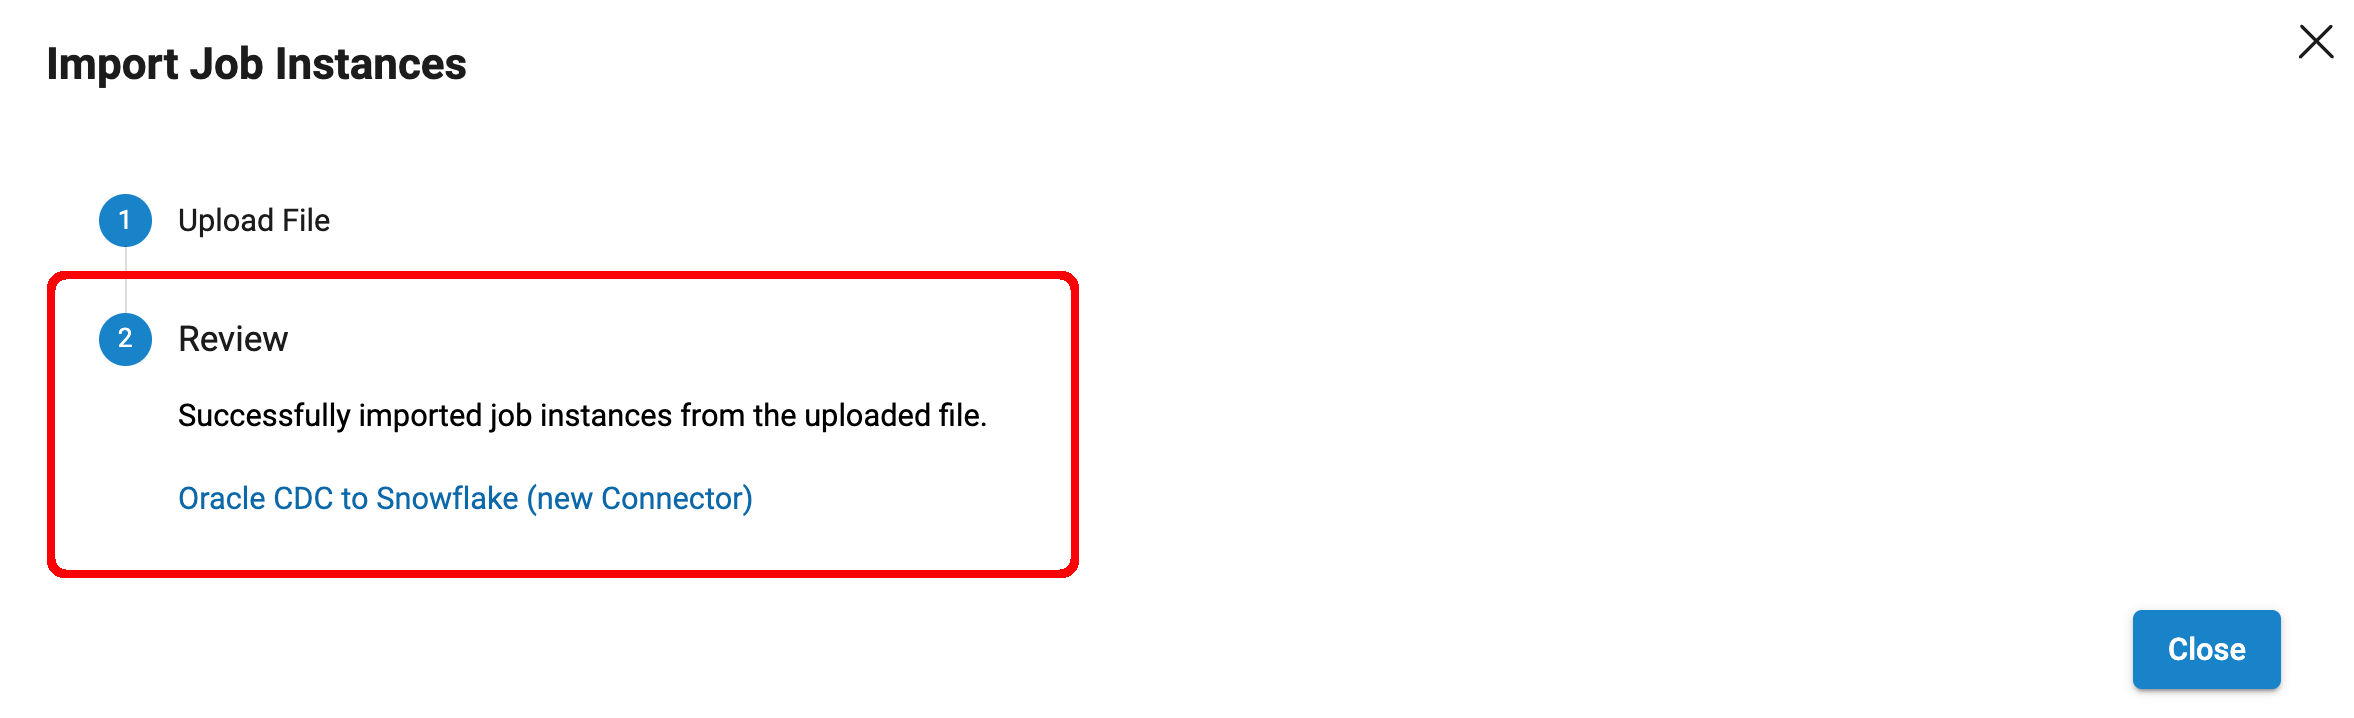 Import Job Instances
1 Upload File
2 Review
Successfully imported job instances from the uploaded file.
Oracle CDC to Snowflake (new Connector)
Close